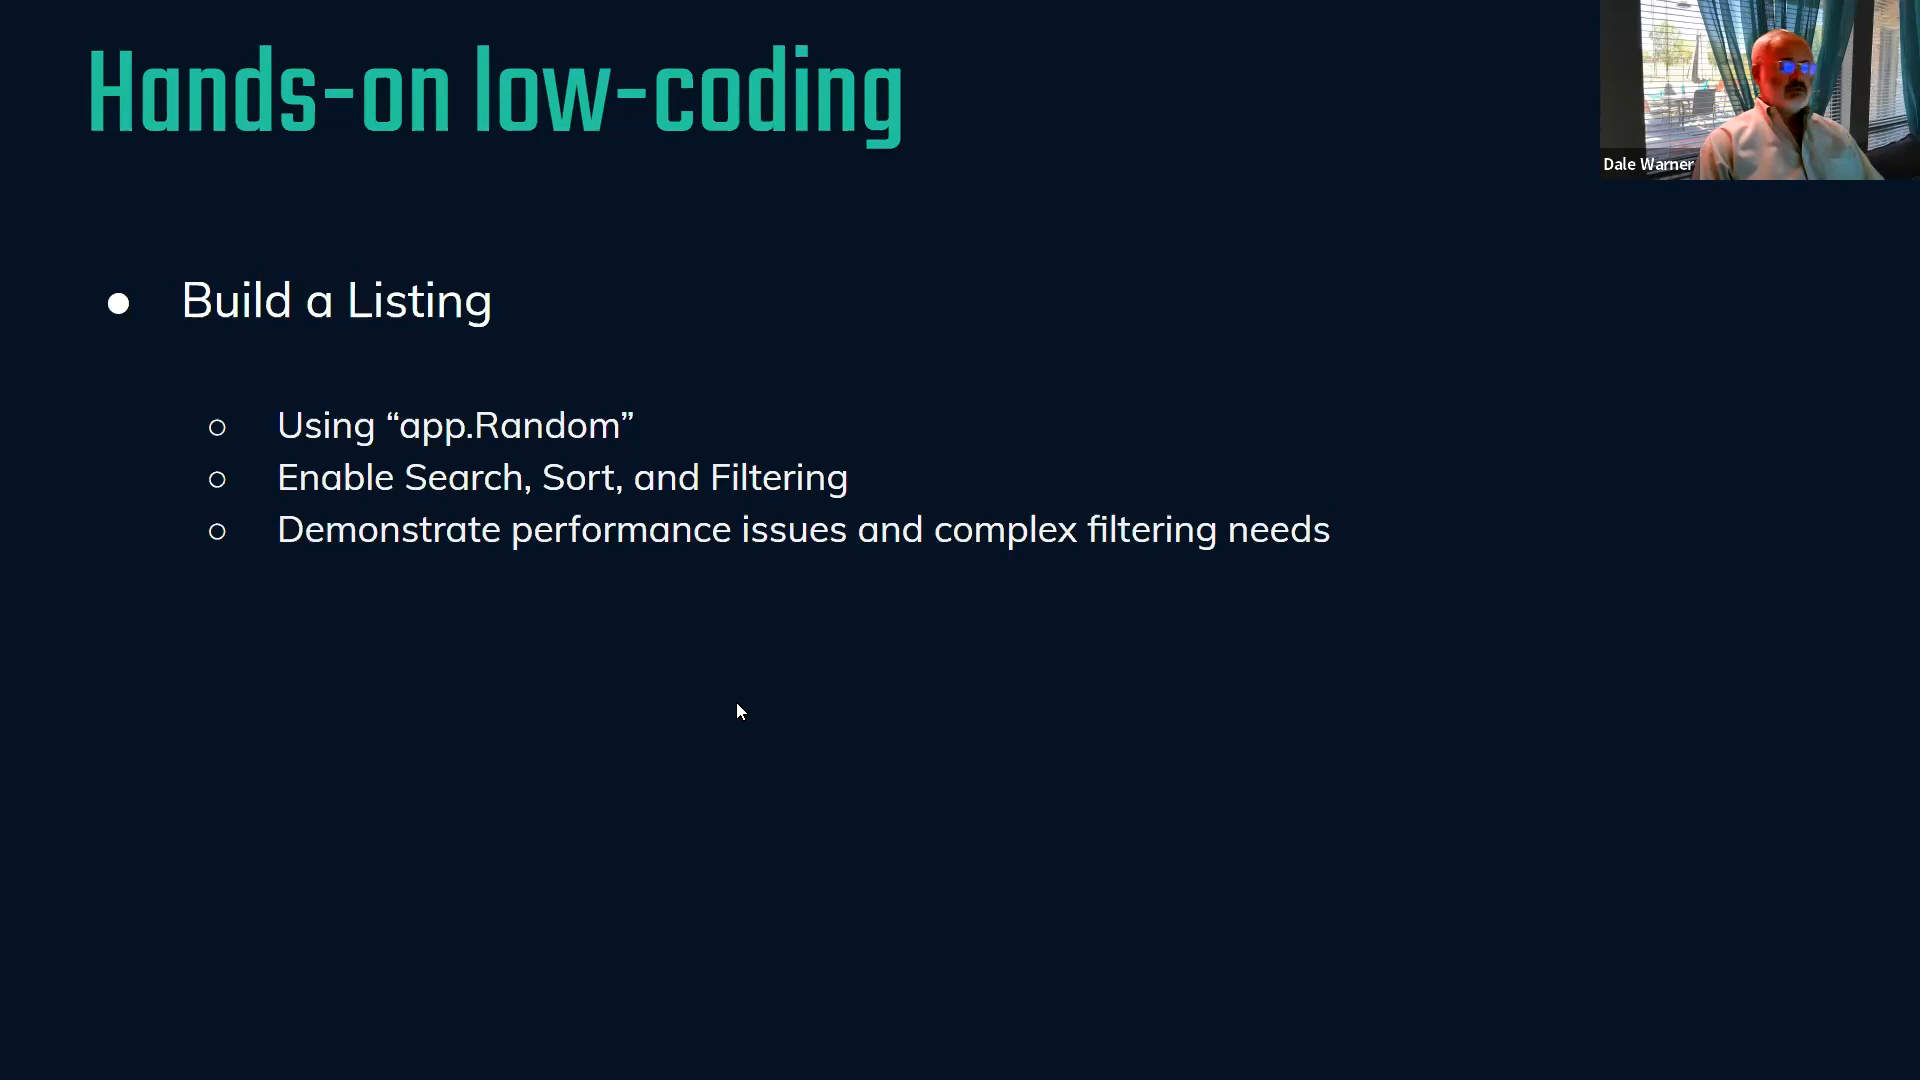 Hands-on low-coding
Dale Warner
● Build a Listing
○ Using “app.Random”
○ Enable Search, Sort, and Filtering
○ Demonstrate performance issues and complex filtering needs